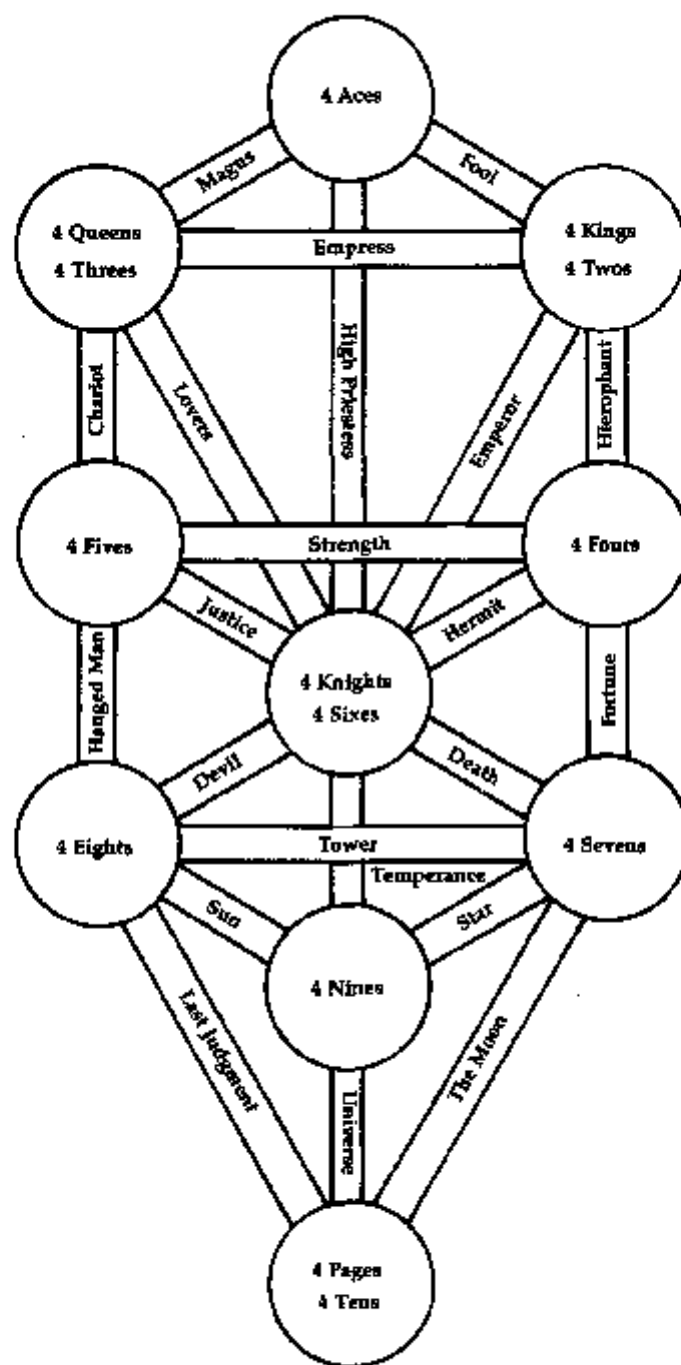 4 Aces
Magus
Fool
4 Queens
4 Threes
Empress
4 Kings
4 Twos
High Priestess
Chariot
Lovers
Emperor
Hierophant
4 Fives
Strength
4 Fours
Justice
Hermit
Hanged Man
4 Knights
4 Sixes
Fortune
Devil
Death
4 Eights
Tower
4 Sevens
Temperance
Sun
Star
4 Nines
Last Judgment
The Moon
Universe
4 Pages
4 Tens